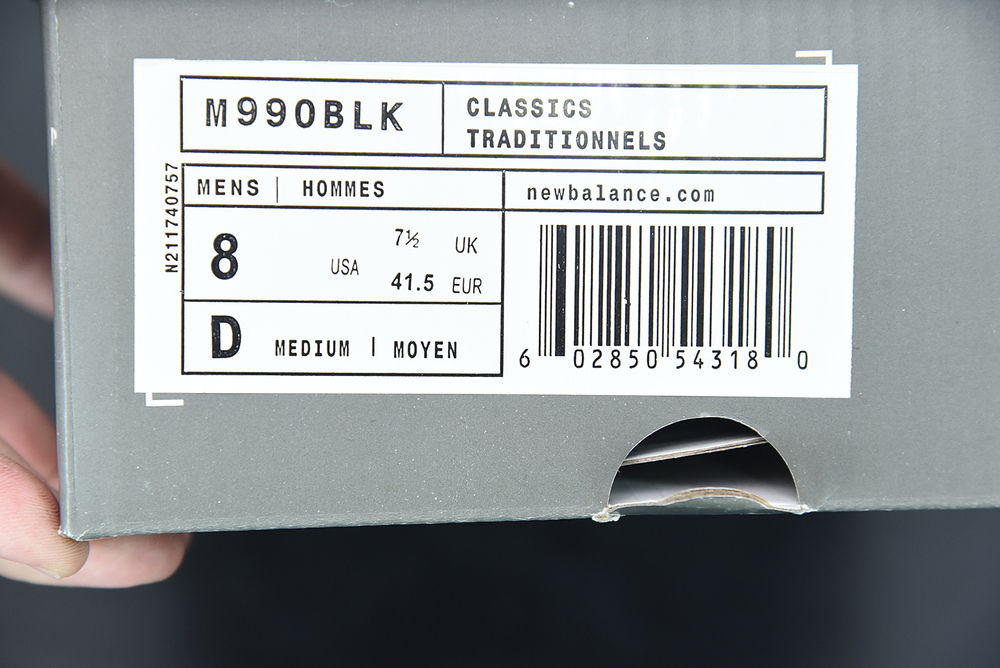 M990BLK
CLASSICS
TRADITIONNELS
N211740757
MENS | HOMMES
newbalance.com
8
USA
7½ UK
41.5 EUR
D MEDIUM | MOYEN
6 02850 54318 0